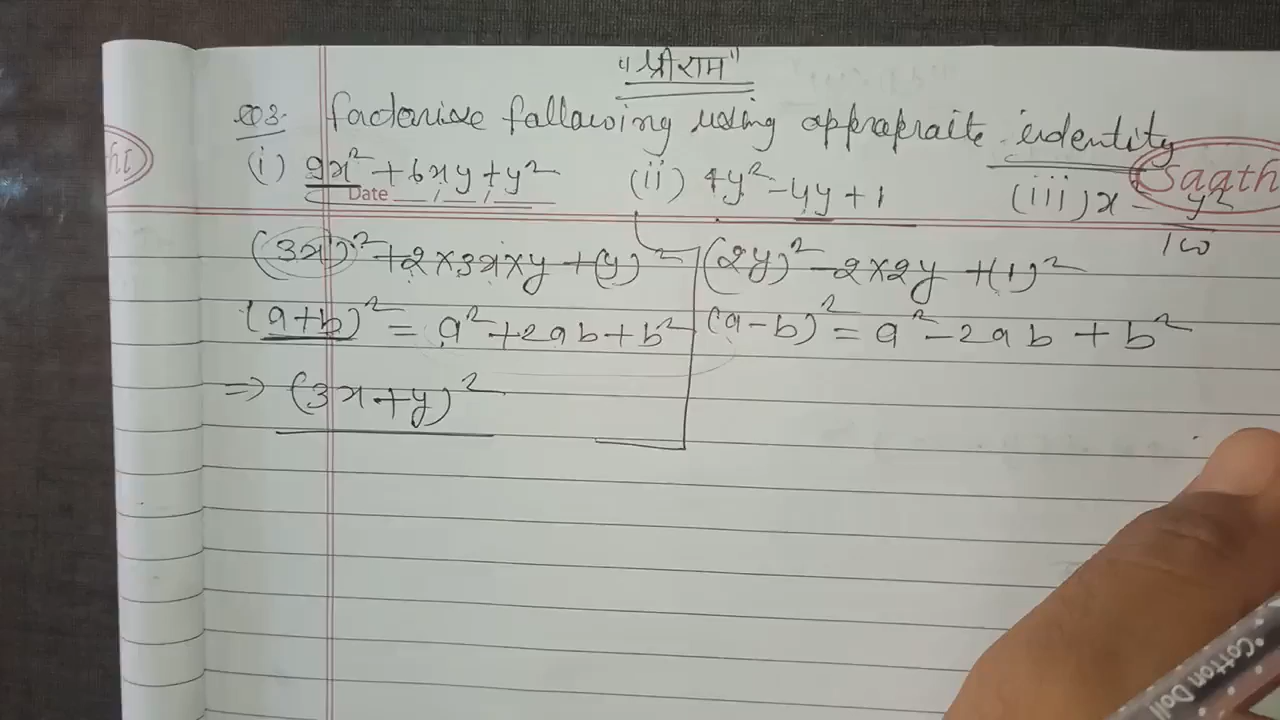 "श्रीराम"
Q3. factorise fallowing using appropraite indentity
(i) 9x² + 6xy + y² (ii) 4y² - 4y + 1 (iii) x - y²/100
Date
Saath
(3x)² + 2×3x×y + (y)² (2y)² - 2×2y + (1)²
(a+b)² = a² + 2ab + b² (a-b)² = a² - 2ab + b²
⇒ (3x+y)²
Cotton Doll